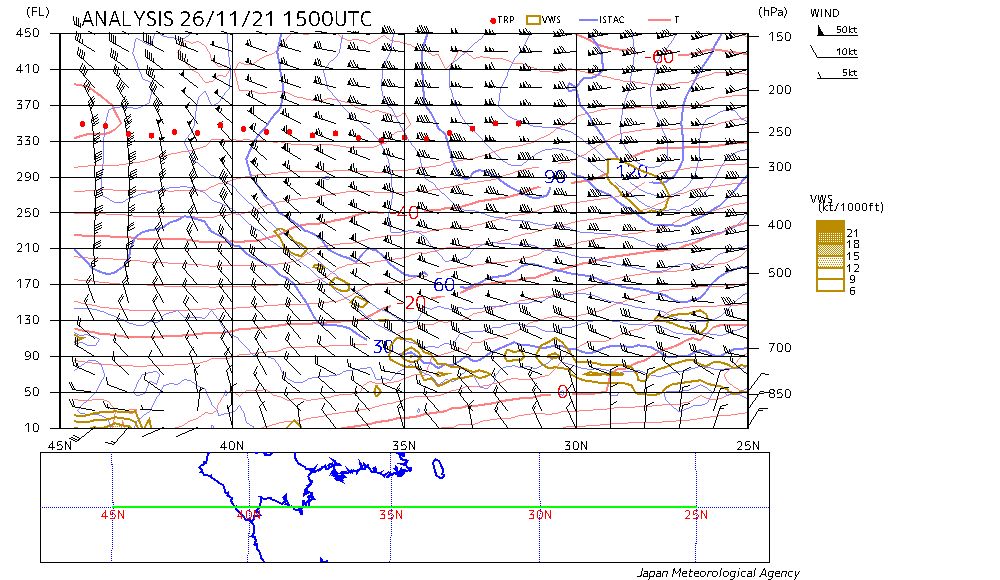 (FL) ANALYSIS 26/11/21 1500UTC TRP VWS ISTAC T (hPa) WIND
450 150 50kt
410 -60 10kt
370 200 5kt
330 250
290 90 120 300
250 -40 400
VWS
(kt/1000ft)
210
21
18
15
12
9
6
170 60 500
20
130
90 30 700
50 0 850
10
45N 40N 35N 30N 25N
45N 40N 35N 30N 25N
Japan Meteorological Agency